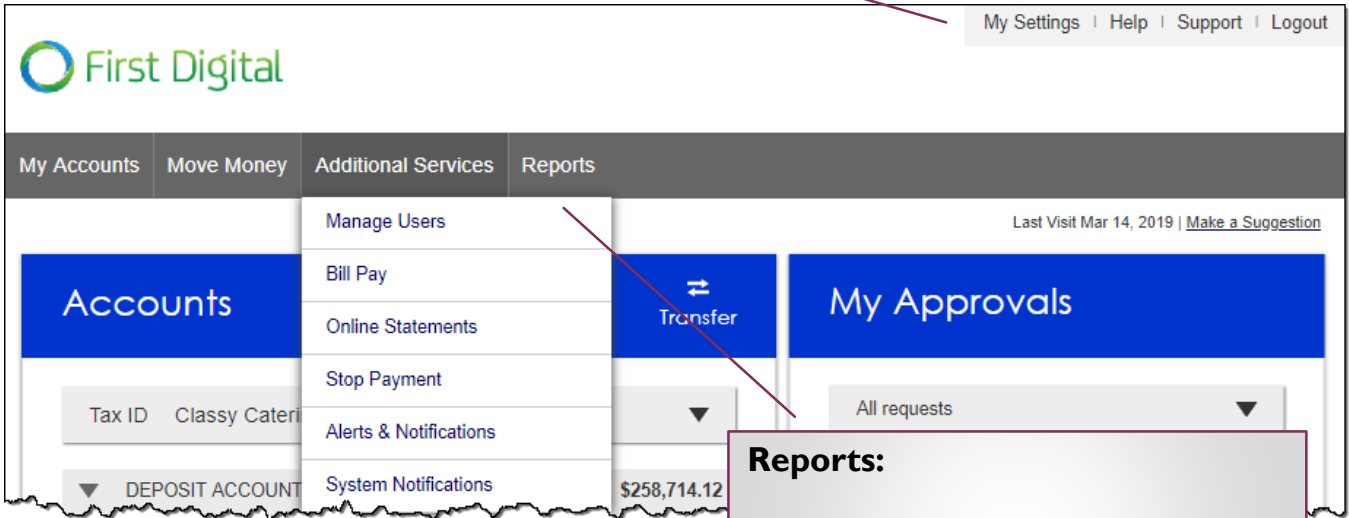 My Settings | Help | Support | Logout
First Digital
My Accounts Move Money Additional Services Reports
Manage Users
Last Visit Mar 14, 2019 | Make a Suggestion
Bill Pay
Accounts
Transfer
My Approvals
Online Statements
Stop Payment
Tax ID Classy Cateri
All requests
Alerts & Notifications
Reports:
DEPOSIT ACCOUNT
System Notifications
$258,714.12